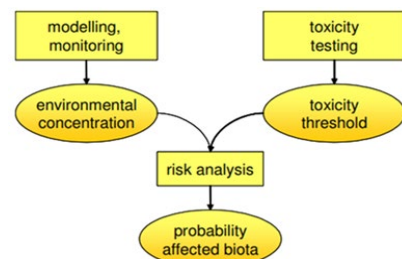 modelling,
monitoring
toxicity
testing
environmental
concentration
toxicity
threshold
risk analysis
probability
affected biota